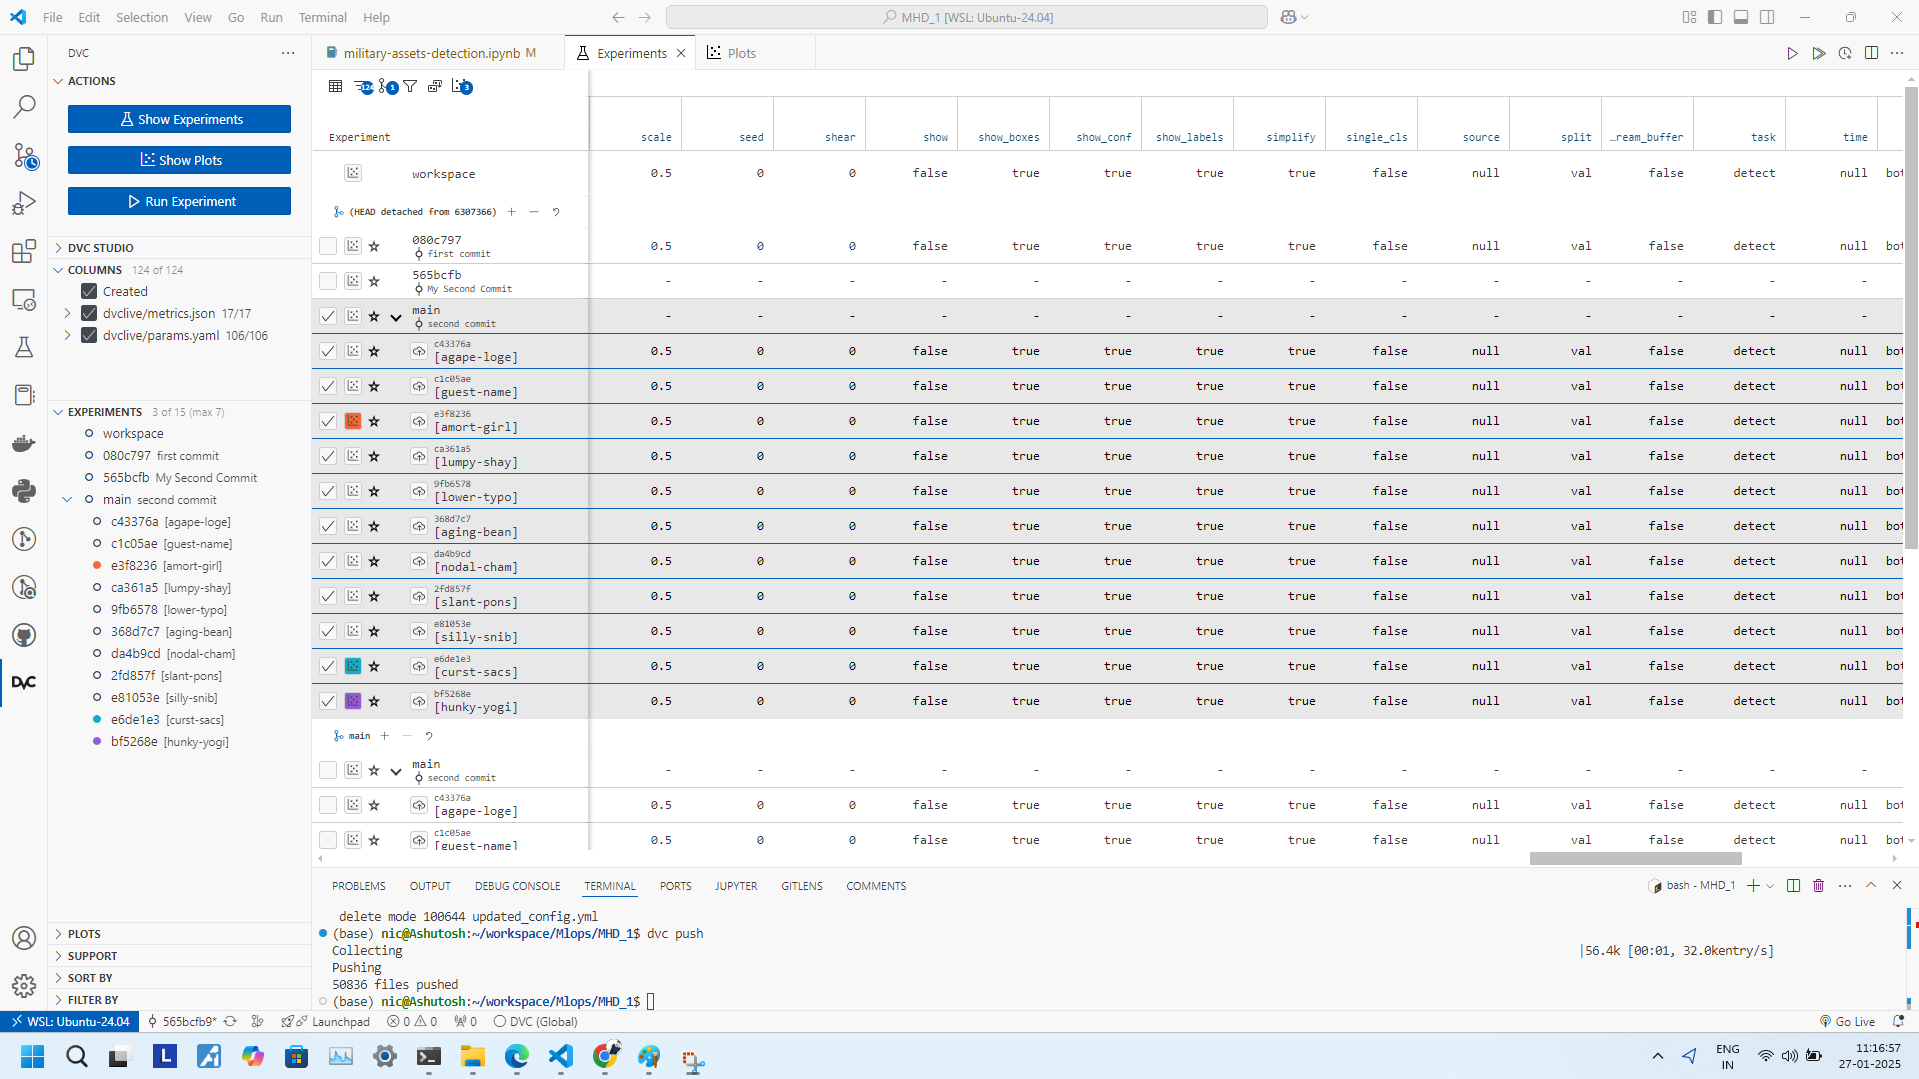 File Edit Selection View Go Run Terminal Help
MHD_1 [WSL: Ubuntu-24.04]
DVC
ACTIONS
Show Experiments
Show Plots
Run Experiment
DVC STUDIO
COLUMNS 124 of 124
Created
dvclive/metrics.json 17/17
dvclive/params.yaml 106/106
EXPERIMENTS 3 of 15 (max 7)
workspace
080c797 first commit
565bcfb My Second Commit
main second commit
c43376a [agape-loge]
c1c05ae [guest-name]
e3f8236 [amort-girl]
ca361a5 [lumpy-shay]
9fb6578 [lower-typo]
368d7c7 [aging-bean]
da4b9cd [nodal-cham]
2fd857f [slant-pons]
e81053e [silly-snib]
e6de1e3 [curst-sacs]
bf5268e [hunky-yogi]
PLOTS
SUPPORT
SORT BY
FILTER BY
military-assets-detection.ipynb M
Experiments
Plots
124 1 3
Experiment scale seed shear show show_boxes show_conf show_labels simplify single_cls source split …ream_buffer task time
workspace 0.5 0 0 false true true true true false null val false detect null bot
(HEAD detached from 6307366)
080c797 0.5 0 0 false true true true true false null val false detect null bot
first commit
565bcfb - - - - - - - - - - - - - -
My Second Commit
main - - - - - - - - - - - - - -
second commit
c43376a
[agape-loge] 0.5 0 0 false true true true true false null val false detect null bot
c1c05ae
[guest-name] 0.5 0 0 false true true true true false null val false detect null bot
e3f8236
[amort-girl] 0.5 0 0 false true true true true false null val false detect null bot
ca361a5
[lumpy-shay] 0.5 0 0 false true true true true false null val false detect null bot
9fb6578
[lower-typo] 0.5 0 0 false true true true true false null val false detect null bot
368d7c7
[aging-bean] 0.5 0 0 false true true true true false null val false detect null bot
da4b9cd
[nodal-cham] 0.5 0 0 false true true true true false null val false detect null bot
2fd857f
[slant-pons] 0.5 0 0 false true true true true false null val false detect null bot
e81053e
[silly-snib] 0.5 0 0 false true true true true false null val false detect null bot
e6de1e3
[curst-sacs] 0.5 0 0 false true true true true false null val false detect null bot
bf5268e
[hunky-yogi] 0.5 0 0 false true true true true false null val false detect null bot
main
main - - - - - - - - - - - - - -
second commit
c43376a
[agape-loge] 0.5 0 0 false true true true true false null val false detect null bot
c1c05ae
[guest-name] 0.5 0 0 false true true true true false null val false detect null bot
PROBLEMS OUTPUT DEBUG CONSOLE TERMINAL PORTS JUPYTER GITLENS COMMENTS
bash - MHD_1
delete mode 100644 updated_config.yml
(base) nic@Ashutosh:~/workspace/Mlops/MHD_1$ dvc push
Collecting |56.4k [00:01, 32.0kentry/s]
Pushing
50836 files pushed
(base) nic@Ashutosh:~/workspace/Mlops/MHD_1$
WSL: Ubuntu-24.04 565bcfb9* Launchpad 0 0 0 DVC (Global) Go Live
ENG
IN
11:16:57
27-01-2025